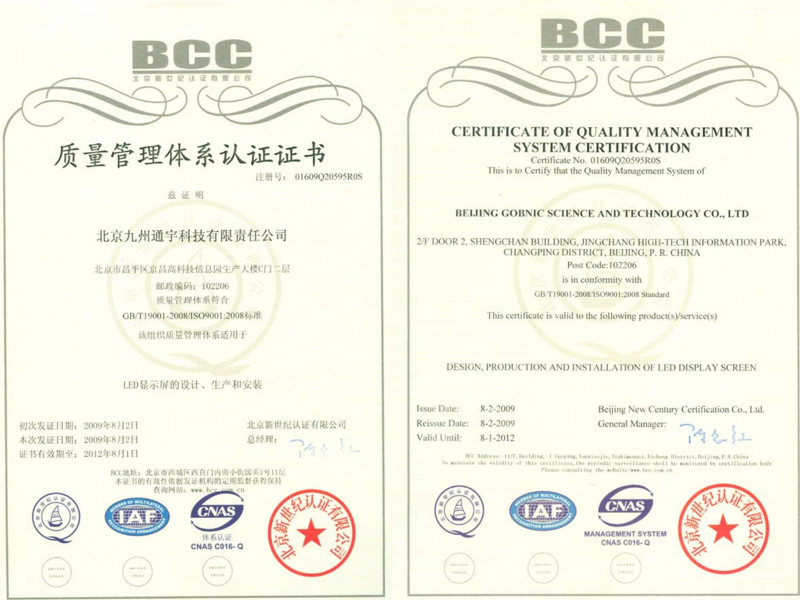 BCC
北京新世纪认证有限公司
质量管理体系认证证书
注册号： 01609Q20595R0S
兹 证 明
北京九州通宇科技有限责任公司
北京市昌平区京昌高科技信息园生产人楼C门二层
邮政编码：102206
质量管理体系符合
GB/T19001-2008/ISO9001:2008标准
该组织质量管理体系适用于
LED显示屏的设计、生产和安装
初次发证日期： 2009年8月2日
本次发证日期： 2009年8月2日
证书有效期至： 2012年8月1日
北京新世纪认证有限公司
总经理：
BCC地址：北京市西城区西直门内南小街国英1号11层
本证书的有效性依据发证机构的定期监督获得保持
查询网站：www.bcc.com.cn
MEMBER OF MULTILATERAL
IAF
RECOGNITION ARRANGEMENT
CNAS
体系认证
CNAS C016- Q
北京新世纪认证有限公司
BCC
北京新世纪认证有限公司
CERTIFICATE OF QUALITY MANAGEMENT
SYSTEM CERTIFICATION
Certificate No. 01609Q20595R0S
This is to Certify that the Quality Management System of
BEIJING GOBNIC SCIENCE AND TECHNOLOGY CO., LTD
2/F DOOR 2, SHENGCHAN BUILDING, JINGCHANG HIGH-TECH INFORMATION PARK,
CHANGPING DISTRICT, BEIJING, P. R. CHINA
Post Code:102206
is in conformity with
GB/T19001-2008/ISO9001:2008 Standard
This certificate is valid to the following product(s)/service(s)
DESIGN, PRODUCTION AND INSTALLATION OF LED DISPLAY SCREEN
Issue Date: 8-2-2009
Reissue Date: 8-2-2009
Valid Until: 8-1-2012
Beijing New Century Certification Co., Ltd.
General Manager:
BCC Address: 11/F,Building, 1 Guoying,Nanxiaojie,Xizhimennei,Xicheng District,Beijing,P.R China
To maintain the validity of this certificate,the periodic surveillance shall be monitored by certification body
Please consulting the website:www.bcc.com.cn
MEMBER OF MULTILATERAL
IAF
RECOGNITION ARRANGEMENT
CNAS
MANAGEMENT SYSTEM
CNAS C016- Q
北京新世纪认证有限公司